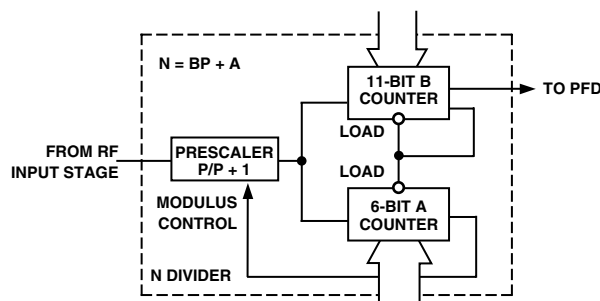 N = BP + A
11-BIT B
COUNTER
TO PFD
LOAD
FROM RF
INPUT STAGE
PRESCALER
P/P + 1
LOAD
MODULUS
CONTROL
6-BIT A
COUNTER
N DIVIDER